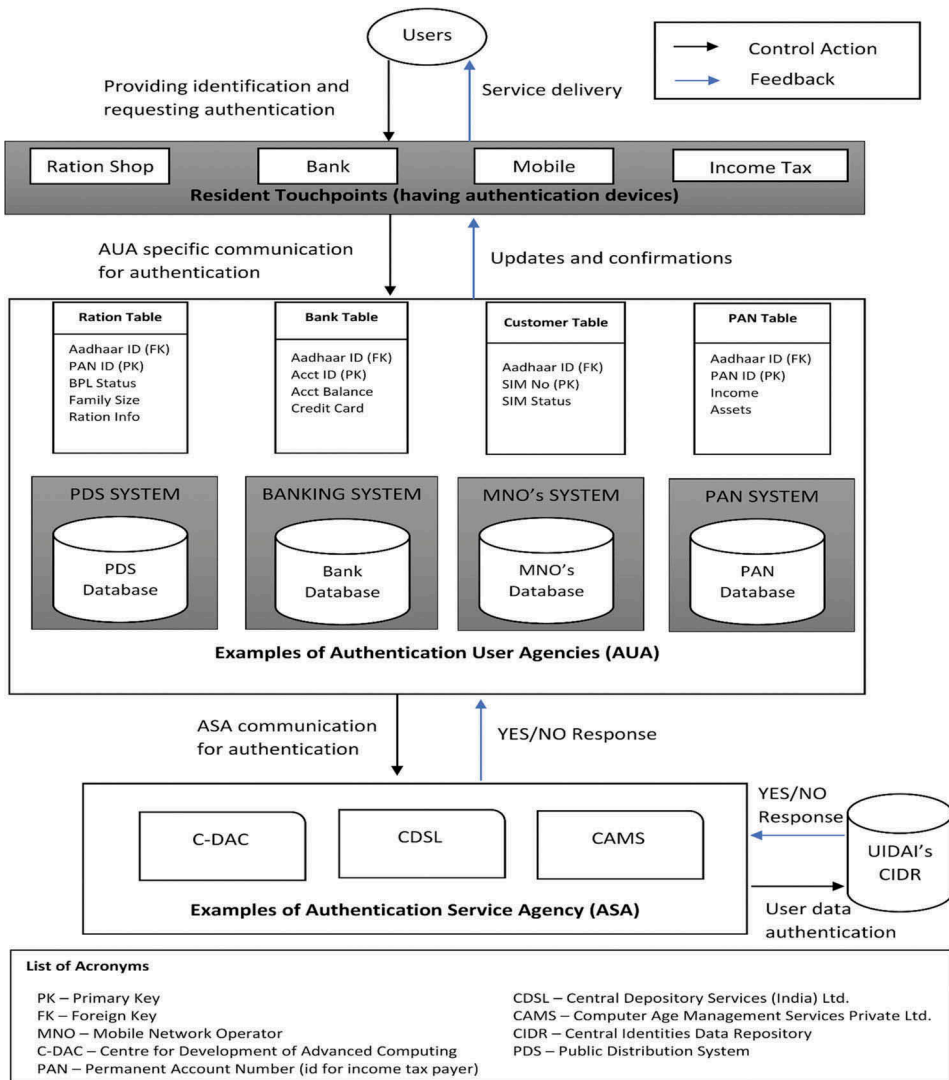 Users
Control Action
Feedback
Providing identification and
requesting authentication
Service delivery
Ration Shop
Bank
Mobile
Income Tax
Resident Touchpoints (having authentication devices)
AUA specific communication
for authentication
Updates and confirmations
Ration Table
Aadhaar ID (FK)
PAN ID (PK)
BPL Status
Family Size
Ration Info
Bank Table
Aadhaar ID (FK)
Acct ID (PK)
Acct Balance
Credit Card
Customer Table
Aadhaar ID (FK)
SIM No (PK)
SIM Status
PAN Table
Aadhaar ID (FK)
PAN ID (PK)
Income
Assets
PDS SYSTEM
PDS
Database
BANKING SYSTEM
Bank
Database
MNO's SYSTEM
MNO's
Database
PAN SYSTEM
PAN
Database
Examples of Authentication User Agencies (AUA)
ASA communication
for authentication
YES/NO Response
C-DAC
CDSL
CAMS
Examples of Authentication Service Agency (ASA)
YES/NO
Response
UIDAI's
CIDR
User data
authentication
List of Acronyms
PK – Primary Key
FK – Foreign Key
MNO – Mobile Network Operator
C-DAC – Centre for Development of Advanced Computing
PAN – Permanent Account Number (id for income tax payer)
CDSL – Central Depository Services (India) Ltd.
CAMS – Computer Age Management Services Private Ltd.
CIDR – Central Identities Data Repository
PDS – Public Distribution System